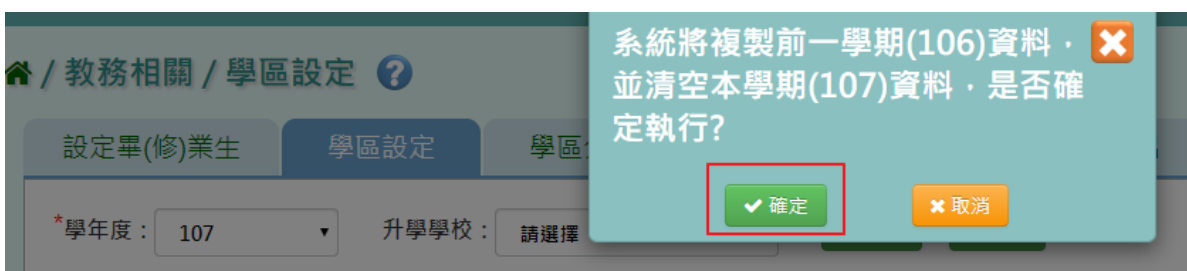 系統將複製前一學期(106)資料，
並清空本學期(107)資料，是否確
定執行?
確定
取消
/ 教務相關 / 學區設定
設定畢(修)業生
學區設定
學區
*學年度：
107
升學學校：
請選擇